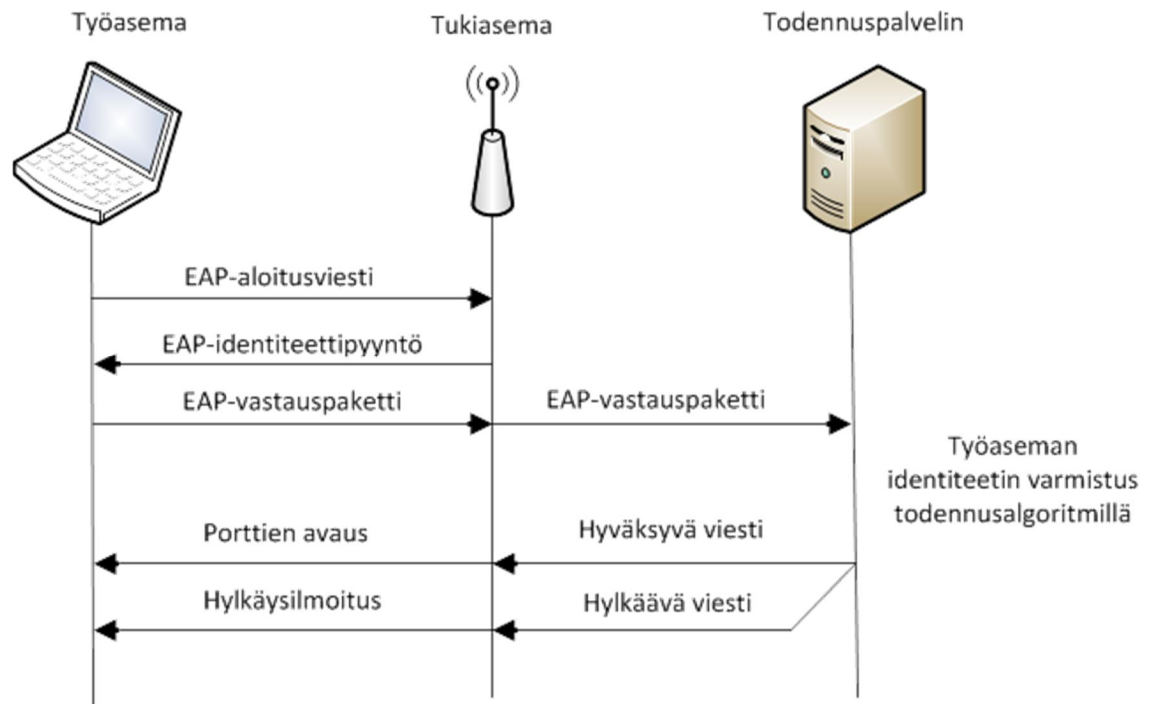 Työasema
Tukiasema
Todennuspalvelin
EAP-aloitusviesti
EAP-identiteettipyyntö
EAP-vastauspaketti
EAP-vastauspaketti
Työaseman
identiteetin varmistus
todennusalgoritmillä
Porttien avaus
Hyväksyvä viesti
Hylkäysilmoitus
Hylkäävä viesti